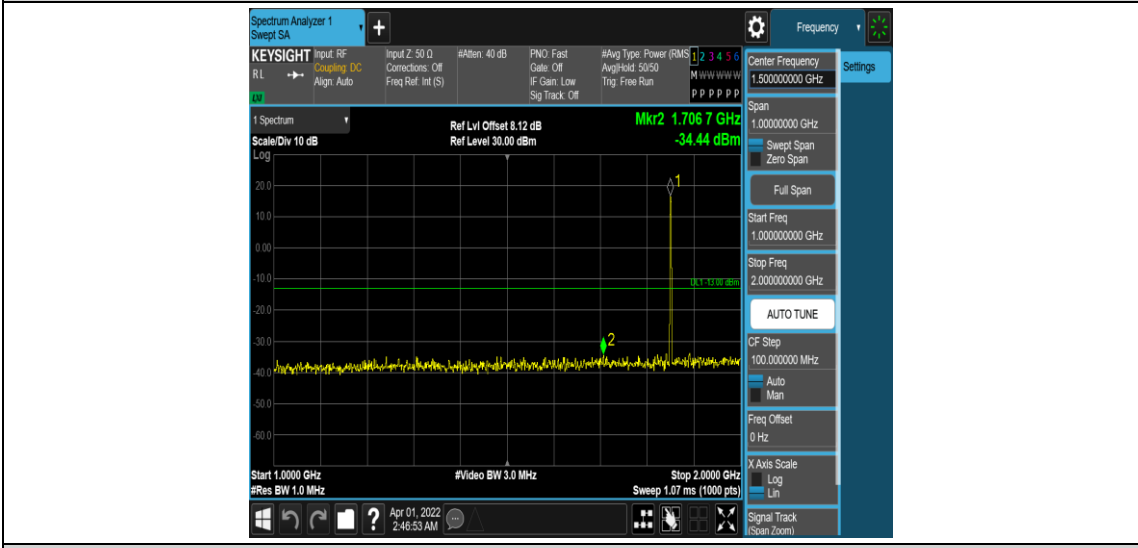 Spectrum Analyzer 1
Swept SA
+
Frequency
KEYSIGHT
RL
LNI
Input: RF
Coupling: DC
Align: Auto
Input Z: 50 Ω
Corrections: Off
Freq Ref: Int (S)
#Atten: 40 dB
PNO: Fast
Gate: Off
IF Gain: Low
Sig Track: Off
#Avg Type: Power (RMS
Avg|Hold: 50/50
Trig: Free Run
1 2 3 4 5 6
M W W W W W
P P P P P P
1 Spectrum
Scale/Div 10 dB
Log
Ref Lvl Offset 8.12 dB
Ref Level 30.00 dBm
Mkr2 1.706 7 GHz
-34.44 dBm
20.0
10.0
0.00
-10.0
-20.0
-30.0
-40.0
-50.0
-60.0
1
DL1 -13.00 dBm
2
Start 1.0000 GHz
#Res BW 1.0 MHz
#Video BW 3.0 MHz
Stop 2.0000 GHz
Sweep 1.07 ms (1000 pts)
Center Frequency
1.500000000 GHz
Settings
Span
1.00000000 GHz
Swept Span
Zero Span
Full Span
Start Freq
1.000000000 GHz
Stop Freq
2.000000000 GHz
AUTO TUNE
CF Step
100.000000 MHz
Auto
Man
Freq Offset
0 Hz
X Axis Scale
Log
Lin
Signal Track
(Span Zoom)
?
Apr 01, 2022
2:46:53 AM